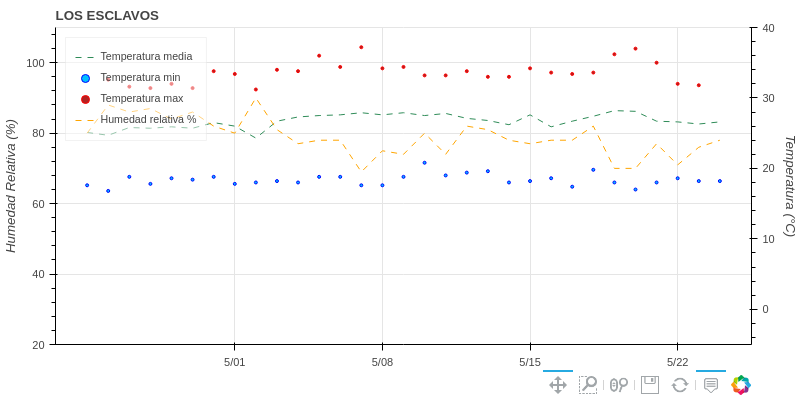 LOS ESCLAVOS
Temperatura media
Temperatura min
Temperatura max
Humedad relativa %
Humedad Relativa (%)
100
80
60
40
20
Temperatura (°C)
40
30
20
10
0
5/01
5/08
5/15
5/22